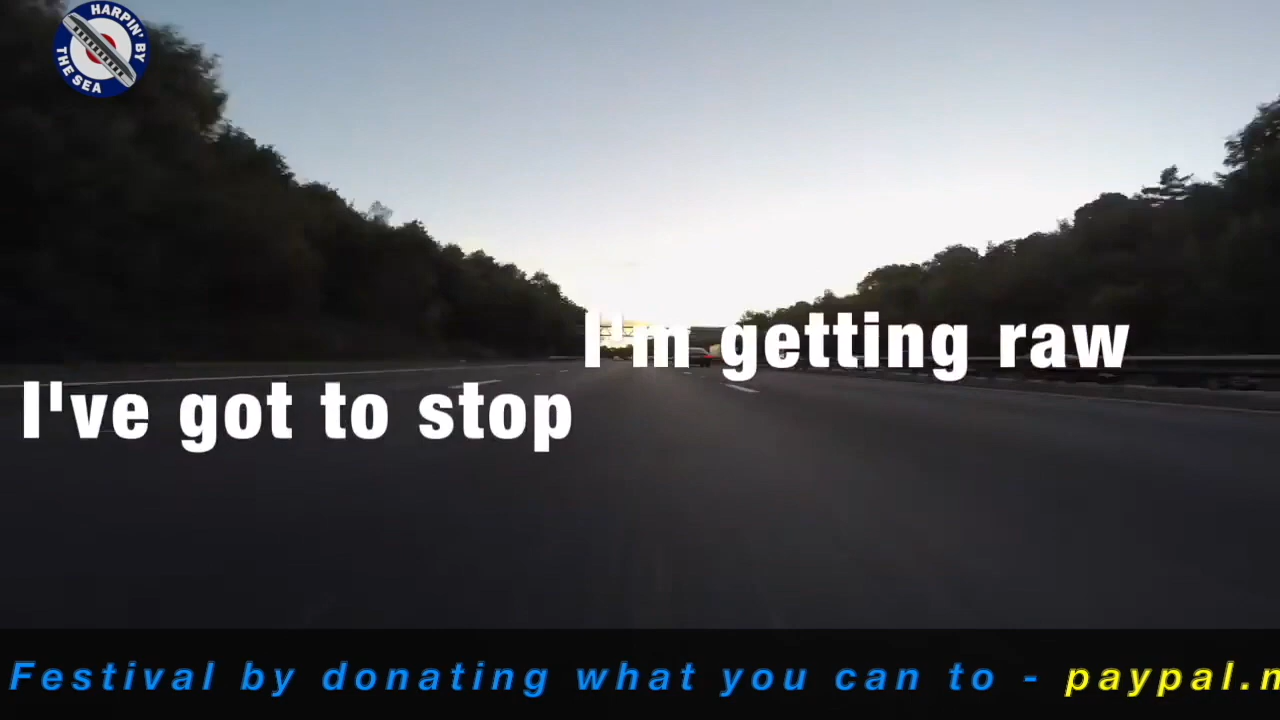 HARPIN' BY
THE SEA
I'm getting raw
I've got to stop
Festival by donating what you can to - paypal.